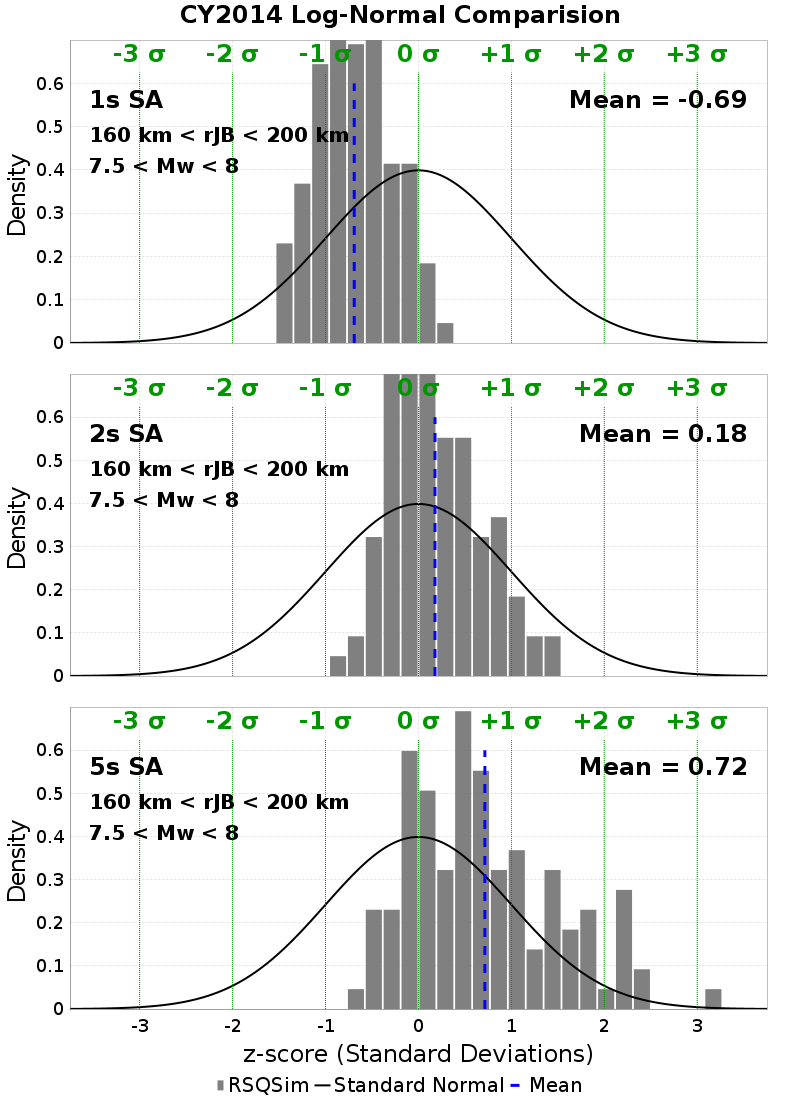 CY2014 Log-Normal Comparision
-3 σ -2 σ -1 σ 0 σ +1 σ +2 σ +3 σ
1s SA
Mean = -0.69
160 km < rJB < 200 km
7.5 < Mw < 8
0.6
0.5
0.4
0.3
0.2
0.1
0
Density
-3 σ -2 σ -1 σ 0 σ +1 σ +2 σ +3 σ
2s SA
Mean = 0.18
160 km < rJB < 200 km
7.5 < Mw < 8
0.6
0.5
0.4
0.3
0.2
0.1
0
Density
-3 σ -2 σ -1 σ 0 σ +1 σ +2 σ +3 σ
5s SA
Mean = 0.72
160 km < rJB < 200 km
7.5 < Mw < 8
0.6
0.5
0.4
0.3
0.2
0.1
0
Density
-3 -2 -1 0 1 2 3
z-score (Standard Deviations)
RSQSim Standard Normal Mean